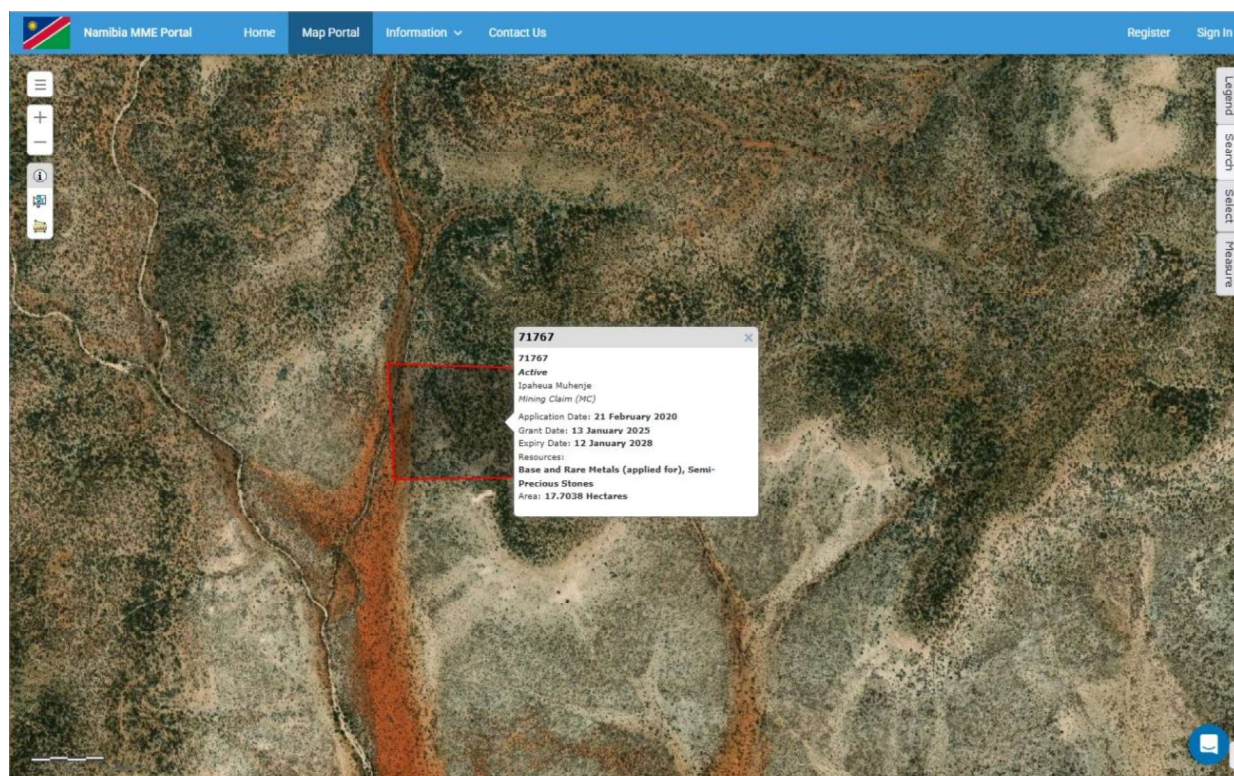 Namibia MME Portal Home Map Portal Information Contact Us Register Sign In
Legend
Search
Select
Measure
71767
71767
Active
Ipaheua Muhenje
Mining Claim (MC)
Application Date: 21 February 2020
Grant Date: 13 January 2025
Expiry Date: 12 January 2028
Resources:
Base and Rare Metals (applied for), Semi-
Precious Stones
Area: 17.7038 Hectares